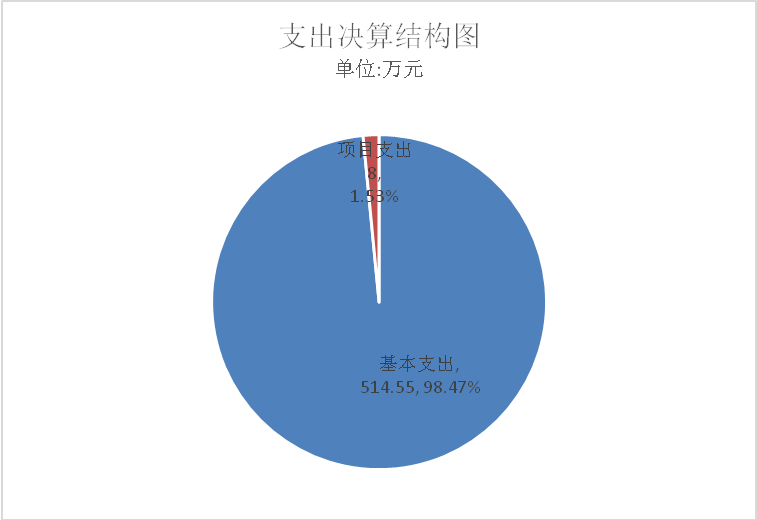 支出决算结构图
单位:万元
项目支出
8,
1.53%
基本支出,
514.55, 98.47%